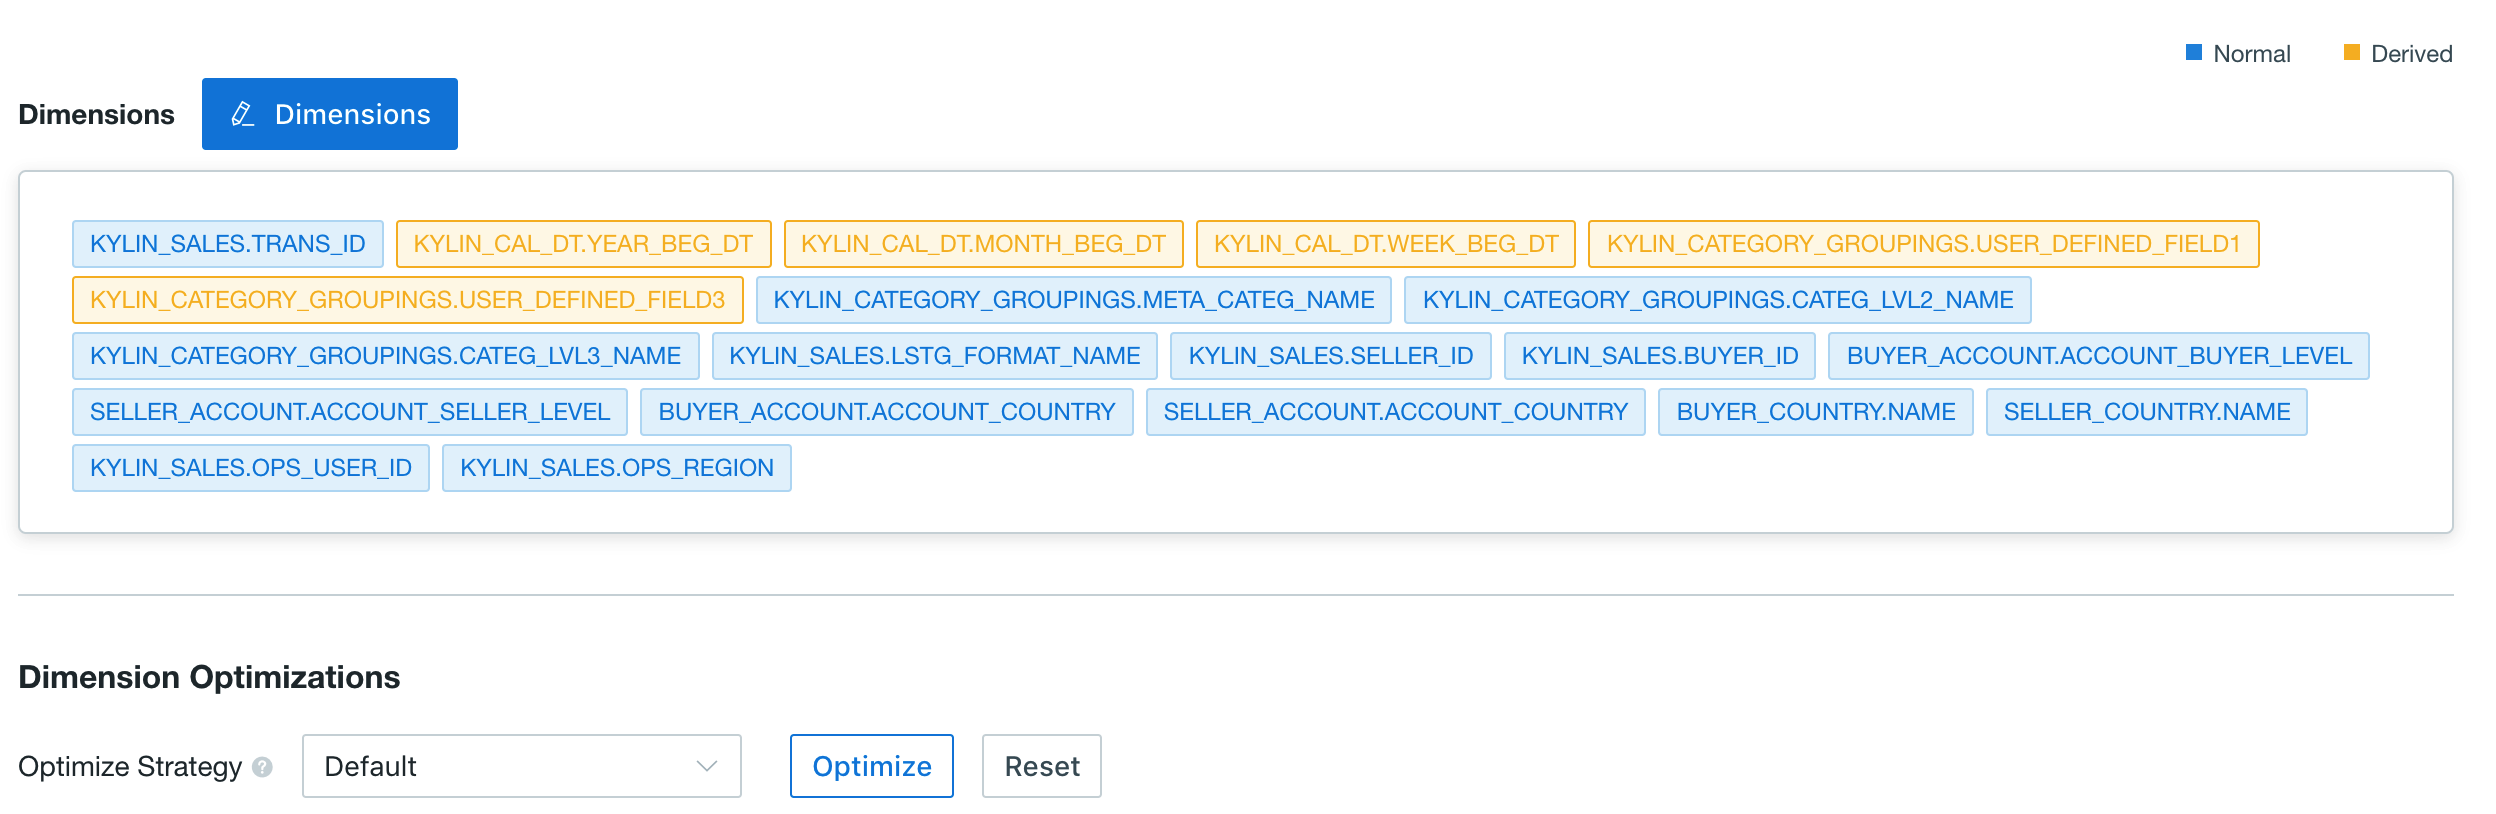 Normal Derived
Dimensions Dimensions
KYLIN_SALES.TRANS_ID KYLIN_CAL_DT.YEAR_BEG_DT KYLIN_CAL_DT.MONTH_BEG_DT KYLIN_CAL_DT.WEEK_BEG_DT KYLIN_CATEGORY_GROUPINGS.USER_DEFINED_FIELD1
KYLIN_CATEGORY_GROUPINGS.USER_DEFINED_FIELD3 KYLIN_CATEGORY_GROUPINGS.META_CATEG_NAME KYLIN_CATEGORY_GROUPINGS.CATEG_LVL2_NAME
KYLIN_CATEGORY_GROUPINGS.CATEG_LVL3_NAME KYLIN_SALES.LSTG_FORMAT_NAME KYLIN_SALES.SELLER_ID KYLIN_SALES.BUYER_ID BUYER_ACCOUNT.ACCOUNT_BUYER_LEVEL
SELLER_ACCOUNT.ACCOUNT_SELLER_LEVEL BUYER_ACCOUNT.ACCOUNT_COUNTRY SELLER_ACCOUNT.ACCOUNT_COUNTRY BUYER_COUNTRY.NAME SELLER_COUNTRY.NAME
KYLIN_SALES.OPS_USER_ID KYLIN_SALES.OPS_REGION
Dimension Optimizations
Optimize Strategy ? Default Optimize Reset